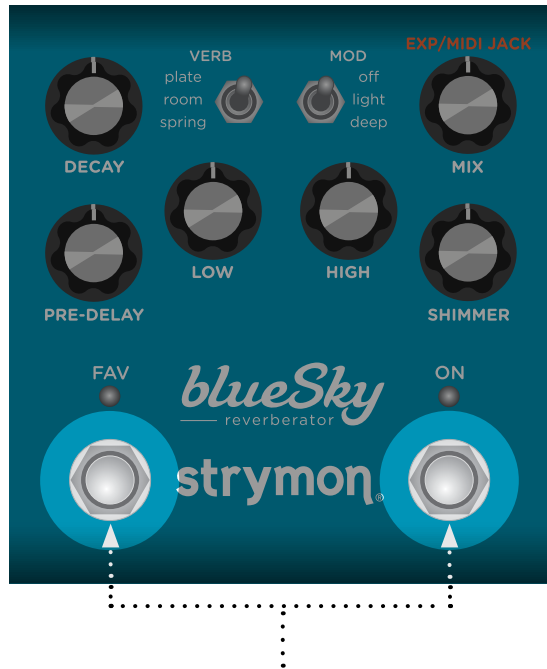 EXP/MIDI JACK
VERB
plate
room
spring
MOD
off
light
deep
DECAY
MIX
LOW
HIGH
PRE-DELAY
SHIMMER
FAV
ON
blueSky
reverberator
strymon®